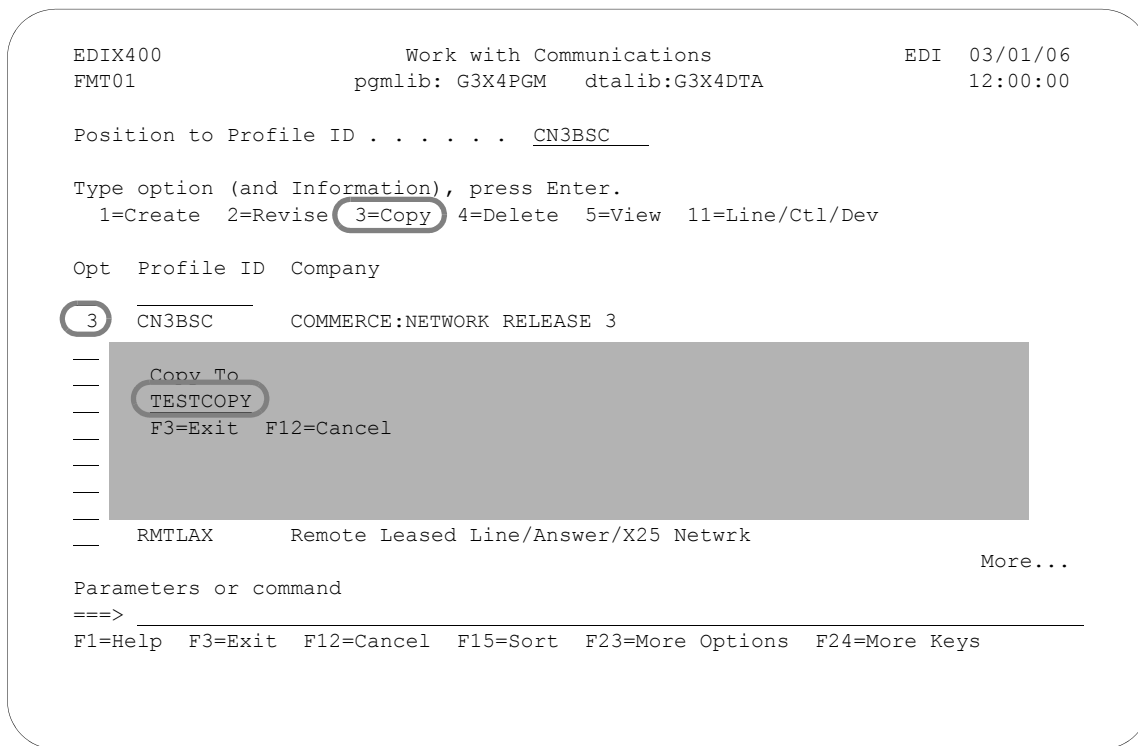 EDIX400 Work with Communications EDI 03/01/06
FMT01 pgmlib: G3X4PGM dtalib:G3X4DTA 12:00:00
Position to Profile ID . . . . . . CN3BSC
Type option (and Information), press Enter.
1=Create 2=Revise 3=Copy 4=Delete 5=View 11=Line/Ctl/Dev
Opt Profile ID Company
3 CN3BSC COMMERCE:NETWORK RELEASE 3
Copy To
TESTCOPY
F3=Exit F12=Cancel
RMTLAX Remote Leased Line/Answer/X25 Netwrk
More...
Parameters or command
===>
F1=Help F3=Exit F12=Cancel F15=Sort F23=More Options F24=More Keys